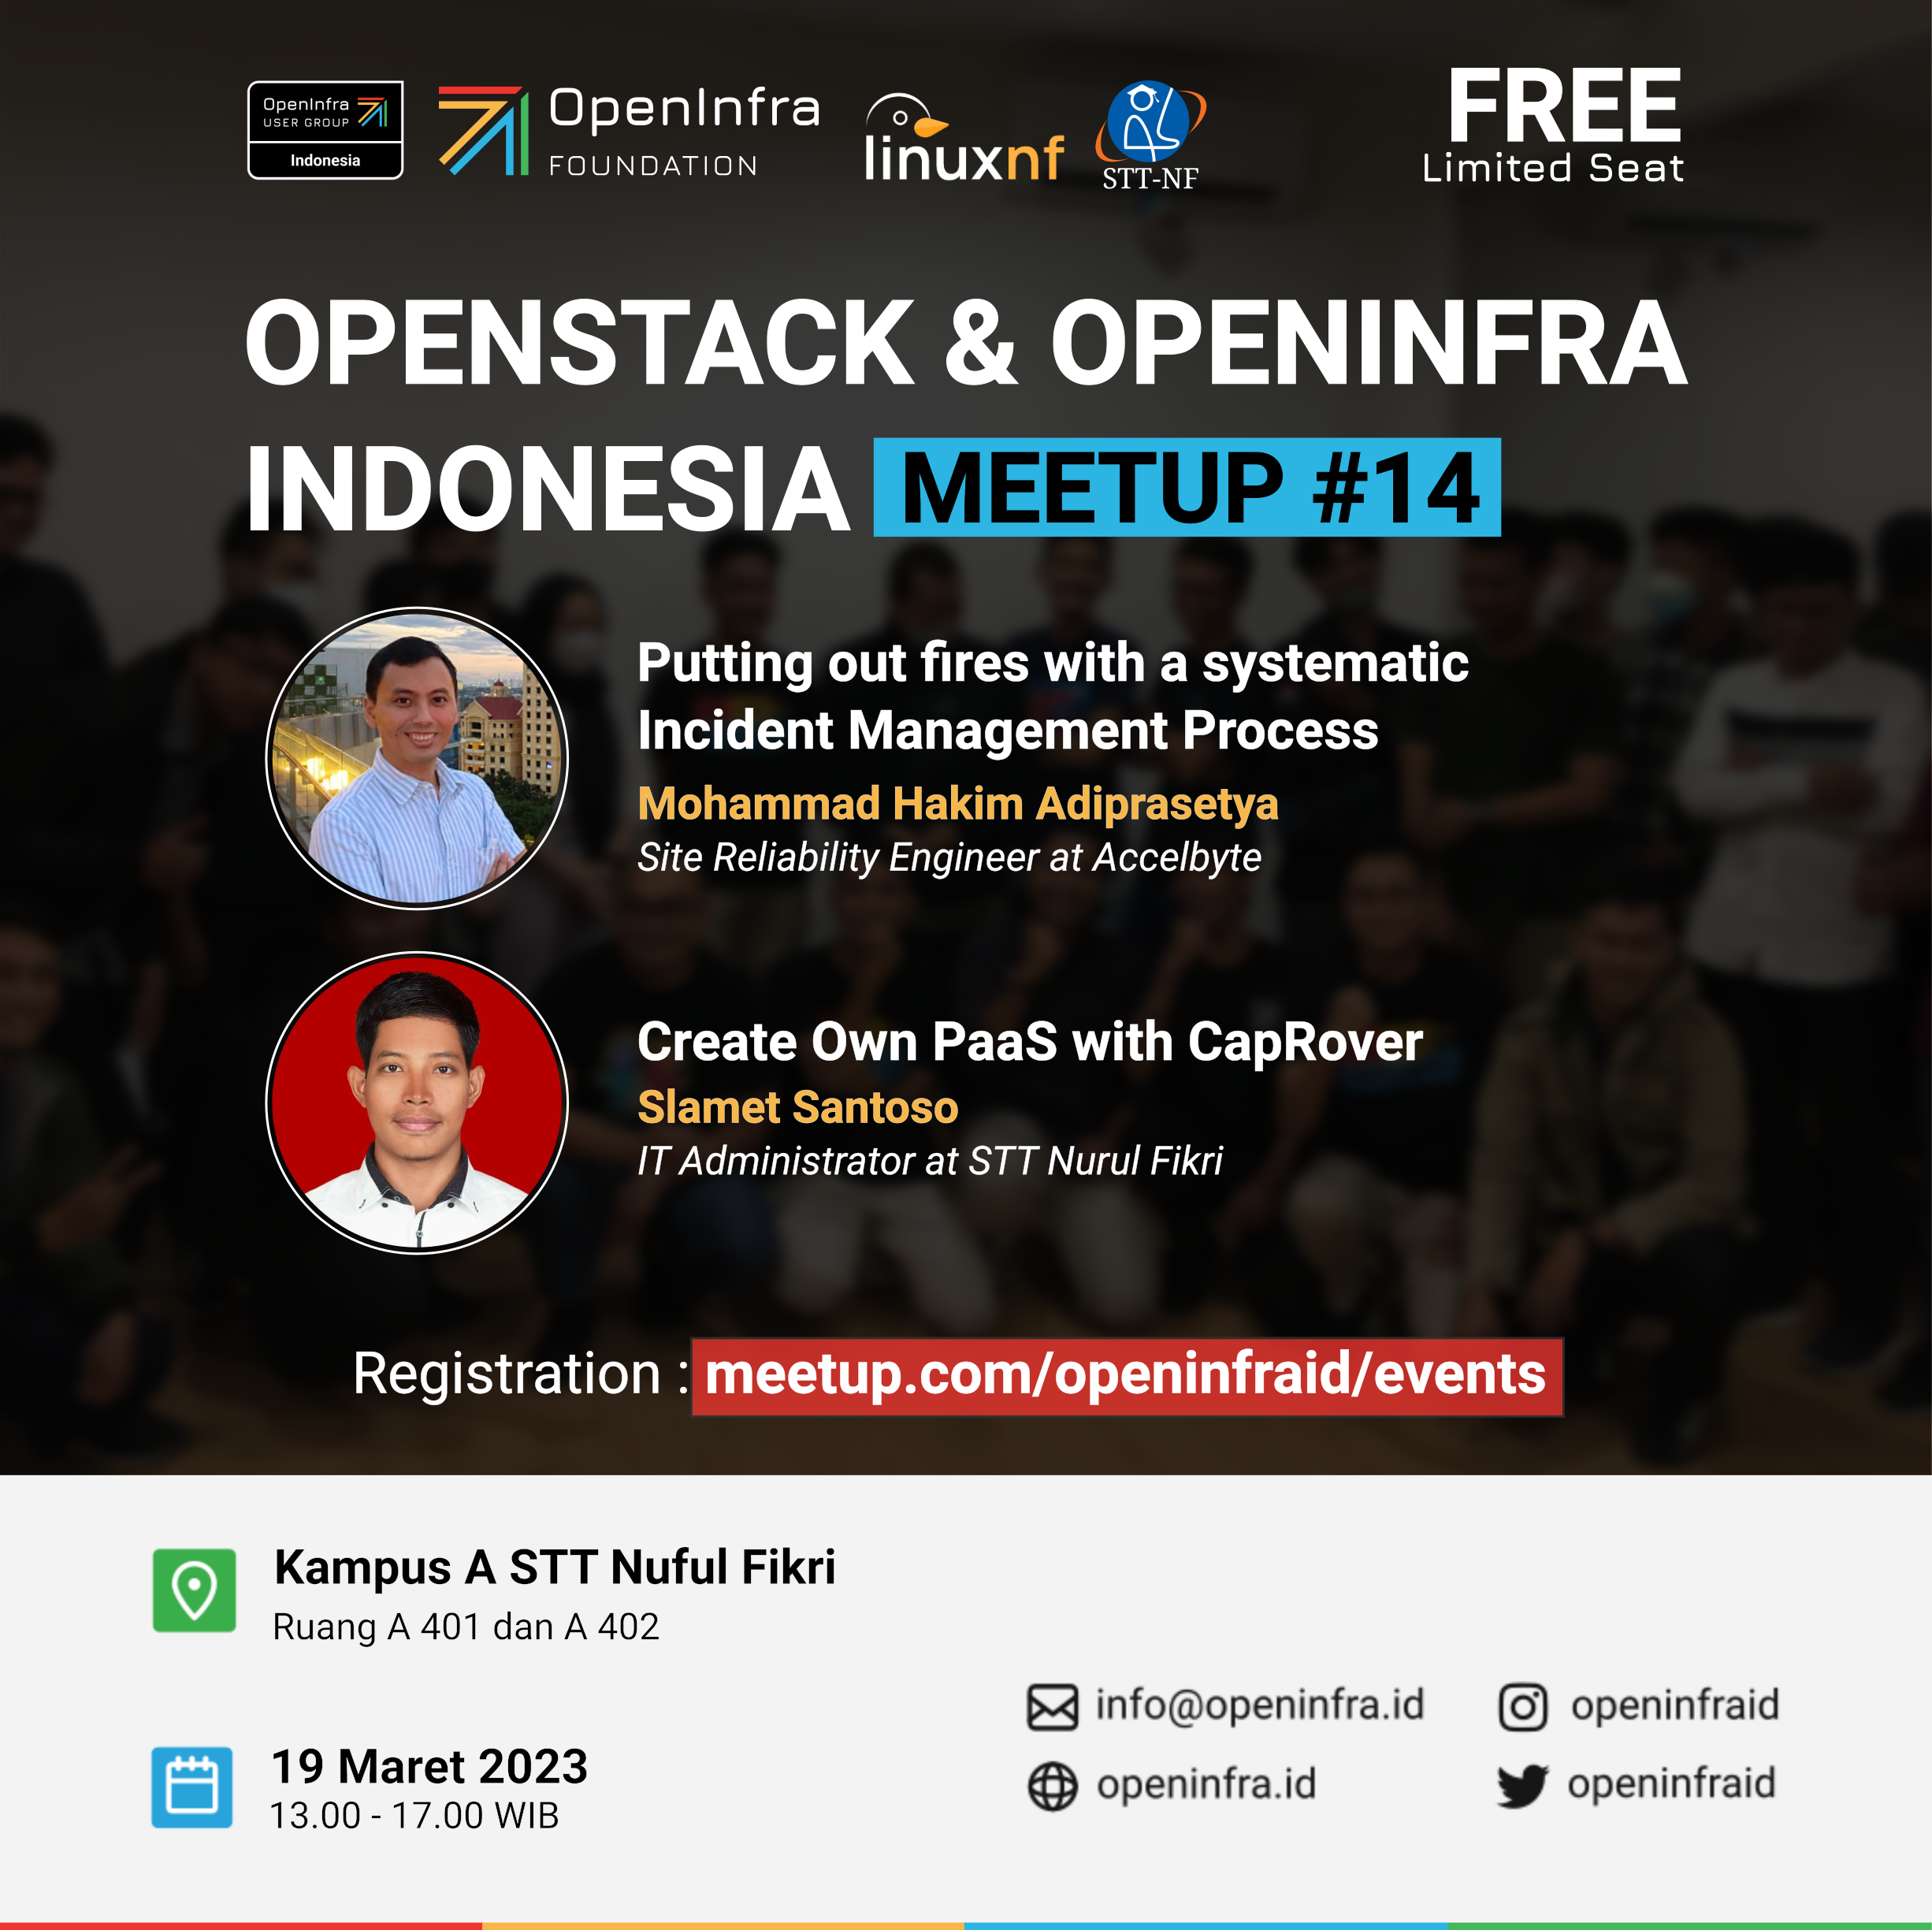 OpenInfra
USER GROUP
Indonesia
OpenInfra
FOUNDATION
linuxnf
STT-NF
FREE
Limited Seat
OPENSTACK & OPENINFRA
INDONESIA MEETUP #14
Putting out fires with a systematic
Incident Management Process
Mohammad Hakim Adiprasetya
Site Reliability Engineer at Accelbyte
Create Own PaaS with CapRover
Slamet Santoso
IT Administrator at STT Nurul Fikri
Registration : meetup.com/openinfraid/events
Kampus A STT Nuful Fikri
Ruang A 401 dan A 402
19 Maret 2023
13.00 - 17.00 WIB
info@openinfra.id
openinfraid
openinfra.id
openinfraid